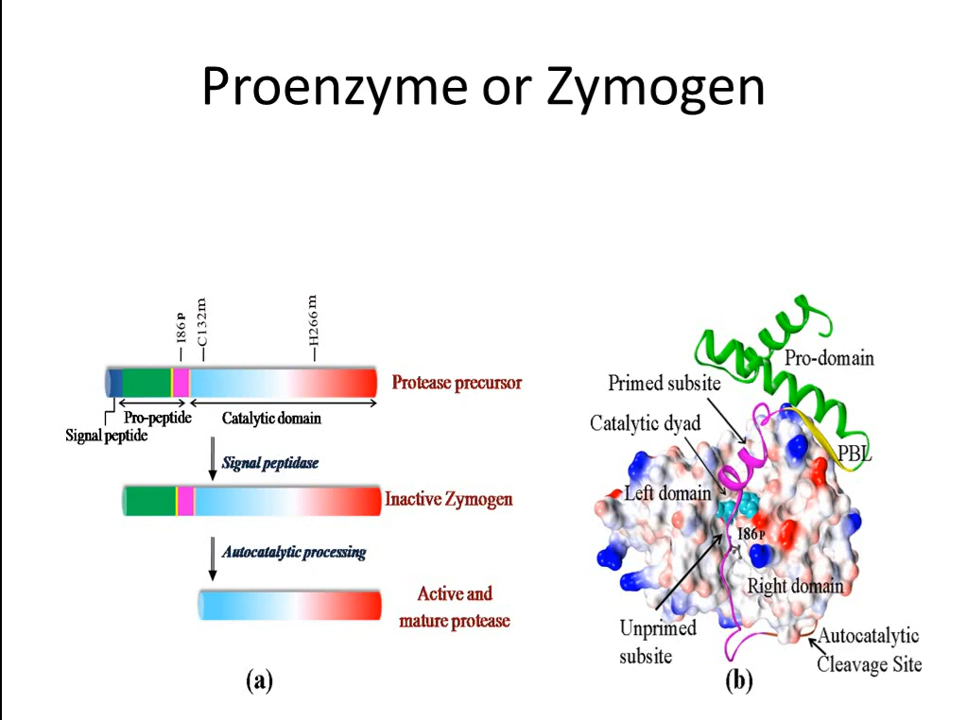 Proenzyme or Zymogen
I86p
C132m
H266m
Protease precursor
Pro-peptide
Catalytic domain
Signal peptide
Signal peptidase
Inactive Zymogen
Autocatalytic processing
Active and
mature protease
(a)
Pro-domain
Primed subsite
Catalytic dyad
PBL
Left domain
I86P
Right domain
Unprimed
subsite
Autocatalytic
Cleavage Site
(b)